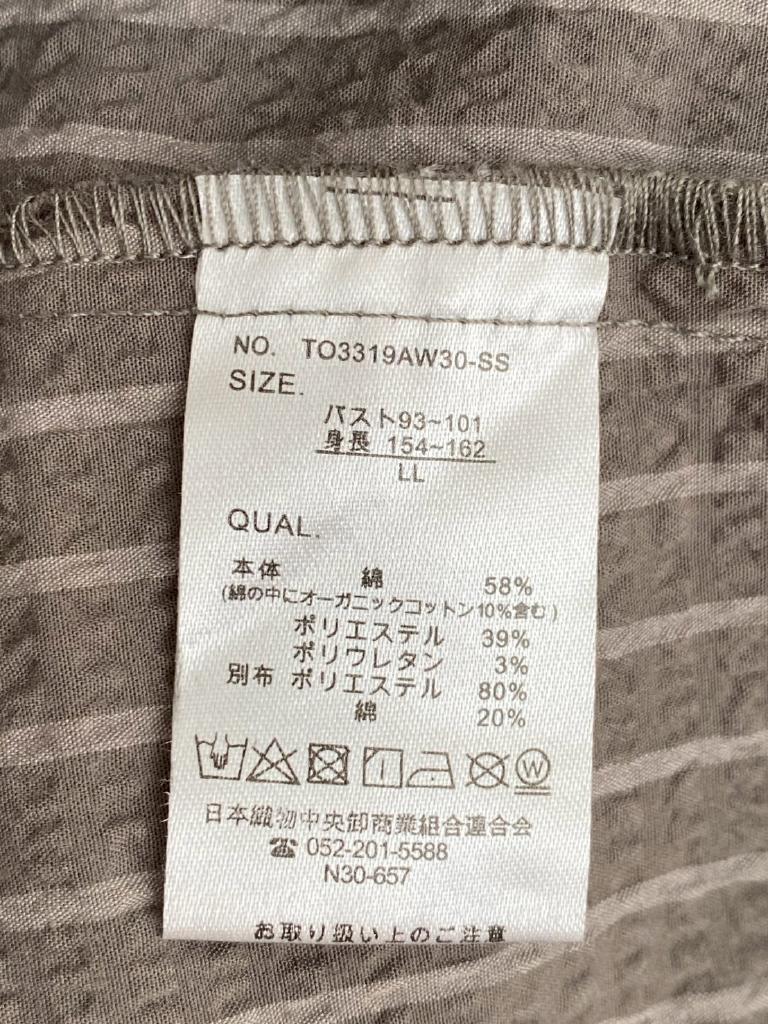 NO. TO3319AW30-SS
SIZE.
バスト93~101
身長 154~162
LL
QUAL.
本体 綿 58%
(綿の中にオーガニックコットン10%含む)
ポリエステル 39%
ポリウレタン 3%
別布 ポリエステル 80%
綿 20%
W
日本織物中央卸商業組合連合会
☎ 052-201-5588
N30-657
お取り扱い上のご注意